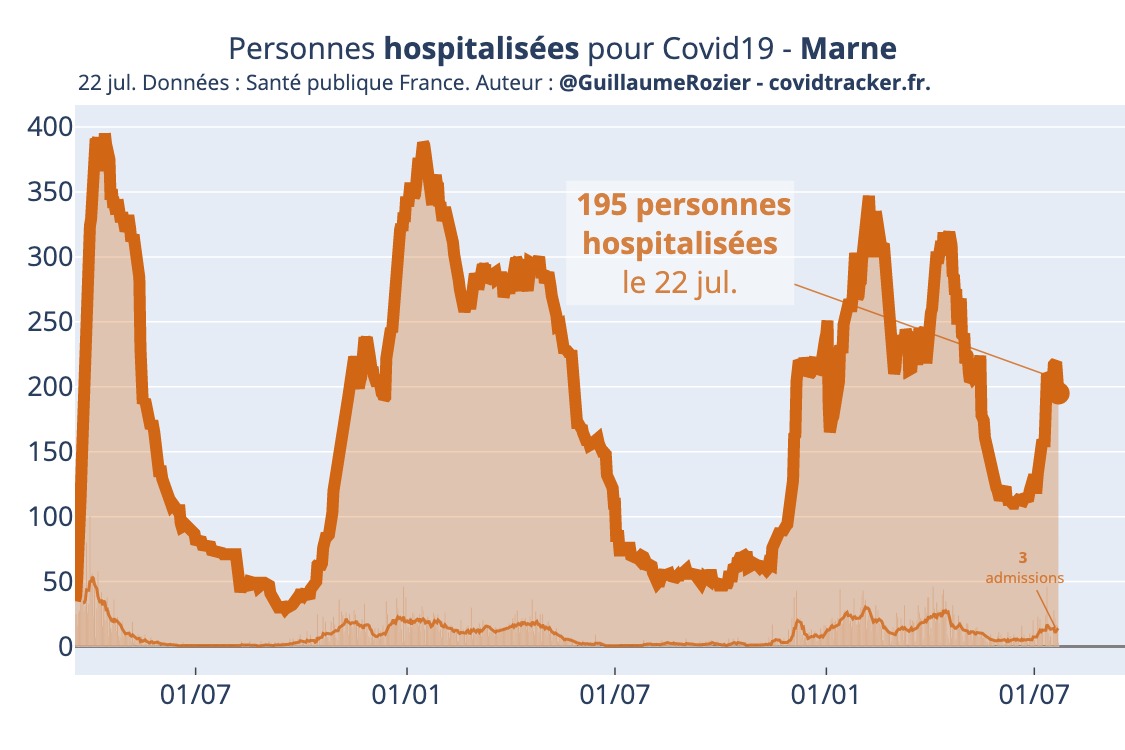 Personnes hospitalisées pour Covid19 - Marne
22 jul. Données : Santé publique France. Auteur : @GuillaumeRozier - covidtracker.fr.
400
350
300
250
200
150
100
50
0
195 personnes
hospitalisées
le 22 jul.
3
admissions
01/07
01/01
01/07
01/01
01/07